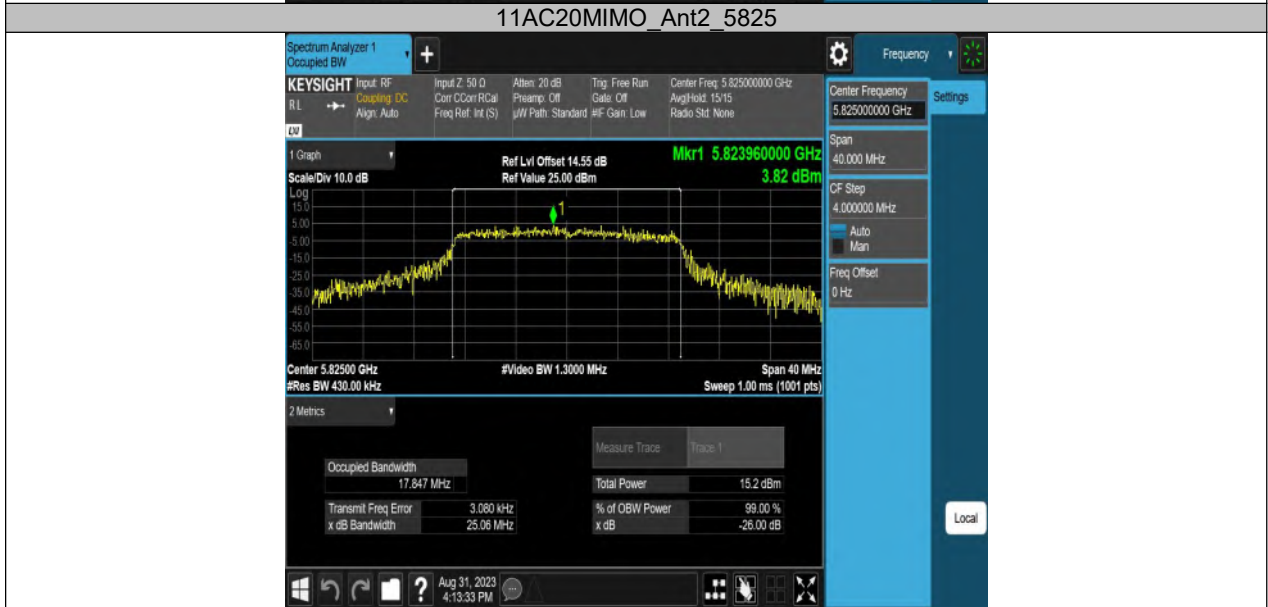 11AC20MIMO_Ant2_5825
Spectrum Analyzer 1
Occupied BW
+
Frequency
KEYSIGHT
RL
LXI
Input: RF
Coupling: DC
Align: Auto
Input Z: 50 Ω
Corr CCorr RCal
Freq Ref: Int (S)
Atten: 20 dB
Preamp: Off
µW Path: Standard
Trig: Free Run
Gate: Off
#IF Gain: Low
Center Freq: 5.825000000 GHz
Avg|Hold: 15/15
Radio Std: None
Center Frequency
5.825000000 GHz
Settings
Span
40.000 MHz
CF Step
4.000000 MHz
Auto
Man
Freq Offset
0 Hz
1 Graph
Scale/Div 10.0 dB
Ref Lvl Offset 14.55 dB
Ref Value 25.00 dBm
Mkr1 5.823960000 GHz
3.82 dBm
Log
15.0
5.00
-5.00
-15.0
-25.0
-35.0
-45.0
-55.0
-65.0
1
Center 5.82500 GHz
#Res BW 430.00 kHz
#Video BW 1.3000 MHz
Span 40 MHz
Sweep 1.00 ms (1001 pts)
2 Metrics
Measure Trace Trace 1
Occupied Bandwidth
17.847 MHz
Total Power 15.2 dBm
Transmit Freq Error 3.080 kHz
% of OBW Power 99.00 %
x dB Bandwidth 25.06 MHz
x dB -26.00 dB
Local
?
Aug 31, 2023
4:13:33 PM